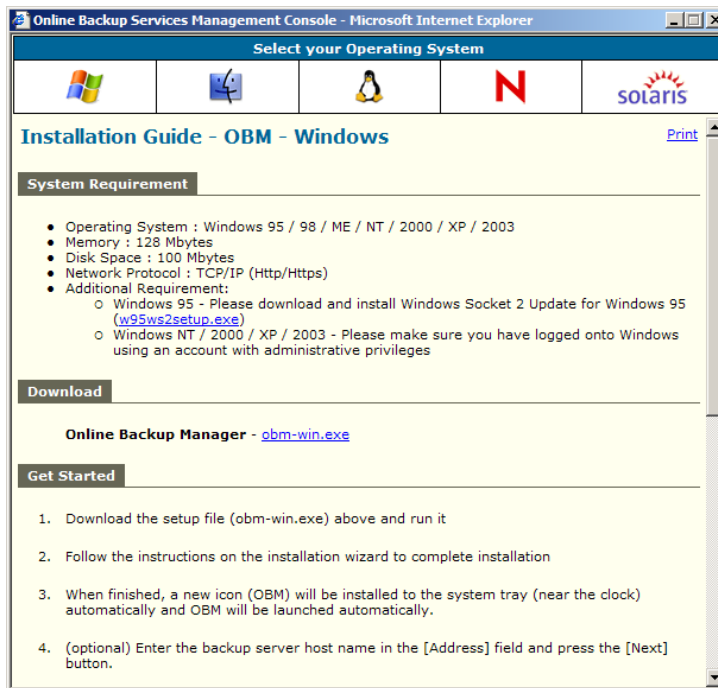 Online Backup Services Management Console - Microsoft Internet Explorer
Select your Operating System
N
solaris
Installation Guide - OBM - Windows
Print
System Requirement
• Operating System : Windows 95 / 98 / ME / NT / 2000 / XP / 2003
• Memory : 128 Mbytes
• Disk Space : 100 Mbytes
• Network Protocol : TCP/IP (Http/Https)
• Additional Requirement:
o Windows 95 - Please download and install Windows Socket 2 Update for Windows 95
(w95ws2setup.exe)
o Windows NT / 2000 / XP / 2003 - Please make sure you have logged onto Windows
using an account with administrative privileges
Download
Online Backup Manager - obm-win.exe
Get Started
1. Download the setup file (obm-win.exe) above and run it
2. Follow the instructions on the installation wizard to complete installation
3. When finished, a new icon (OBM) will be installed to the system tray (near the clock)
automatically and OBM will be launched automatically.
4. (optional) Enter the backup server host name in the [Address] field and press the [Next]
button.